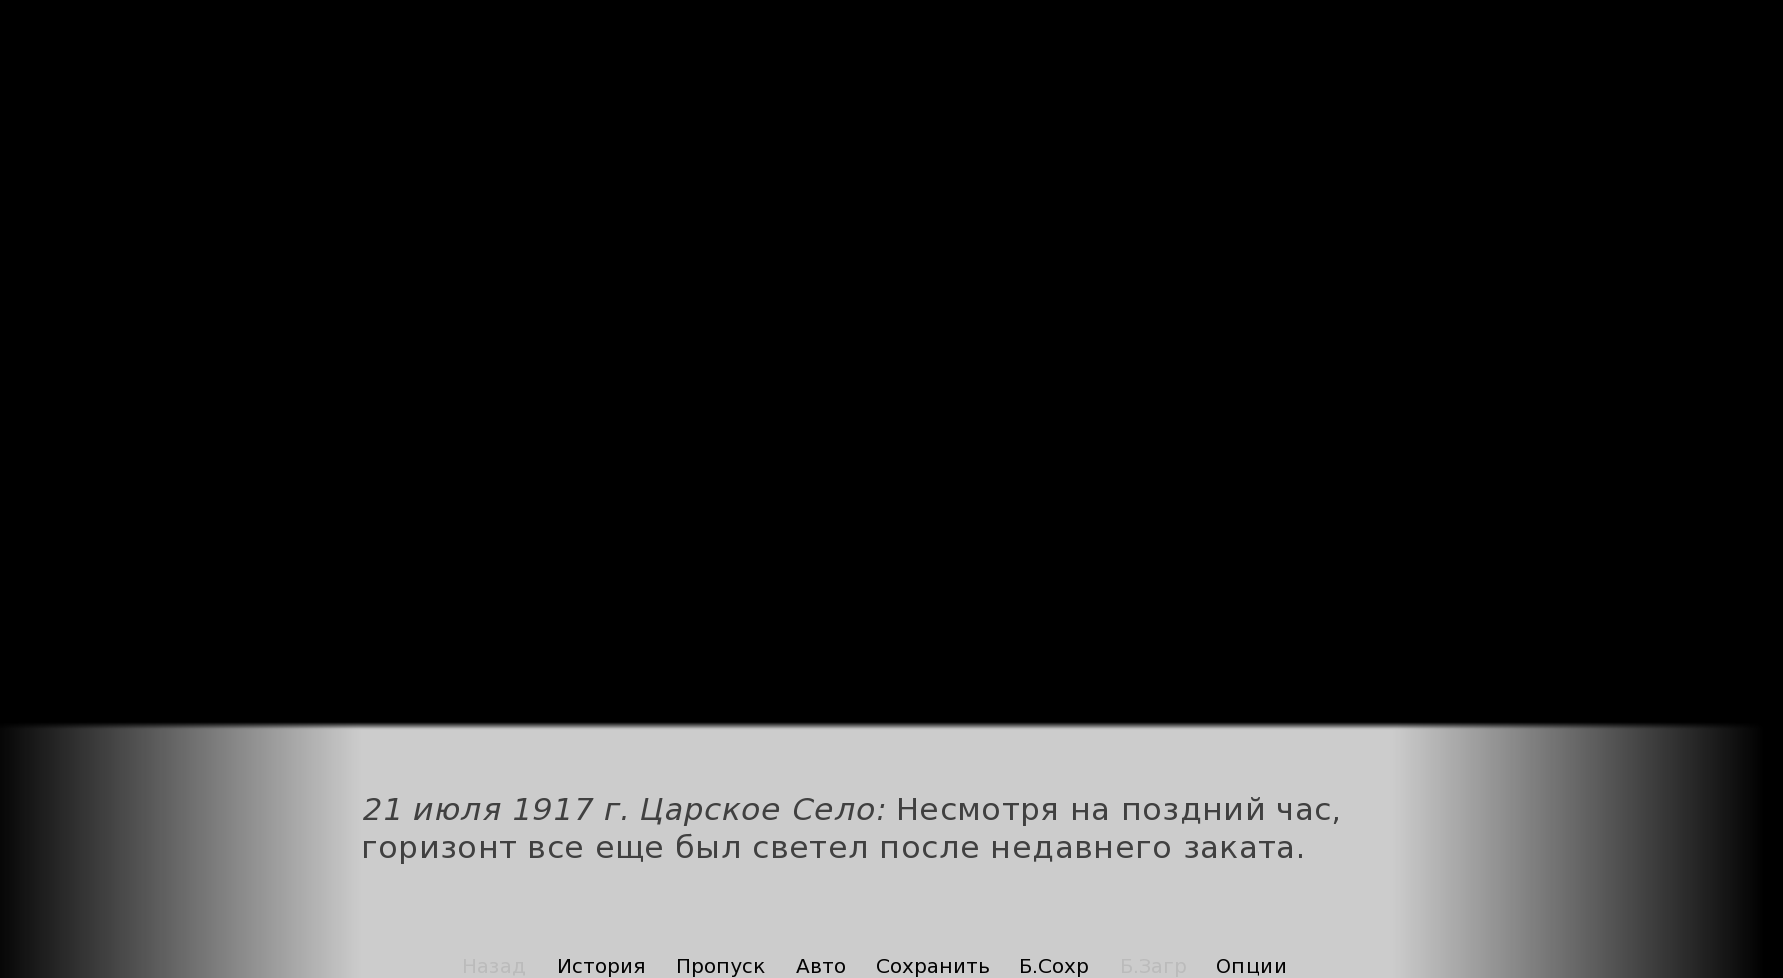 21 июля 1917 г. Царское Село: Несмотря на поздний час,
горизонт все еще был светел после недавнего заката.
Назад История Пропуск Авто Сохранить Б.Сохр Б.Загр Опции